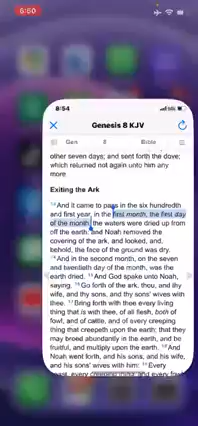 5:50
8:54
Genesis 8 KJV
Gen 8 Bible
other seven days; and sent forth the dove;
which returned not again unto him any
more
Exiting the Ark
13 And it came to pass in the six hundredth
and first year, in the first month, the first day
of the month, the waters were dried up from
off the earth: and Noah removed the
covering of the ark, and looked, and,
behold, the face of the ground was dry.
14 And in the second month, on the seven
and twentieth day of the month, was the
earth dried. 15 And God spake unto Noah,
saying, 16 Go forth of the ark, thou, and thy
wife, and thy sons, and thy sons' wives with
thee. 17 Bring forth with thee every living
thing that is with thee, of all flesh, both of
fowl, and of cattle, and of every creeping
thing that creepeth upon the earth; that they
may breed abundantly in the earth, and be
fruitful, and multiply upon the earth. 18 And
Noah went forth, and his sons, and his wife,
and his sons' wives with him: 19 Every
beast, every creeping thing, and every fowl,